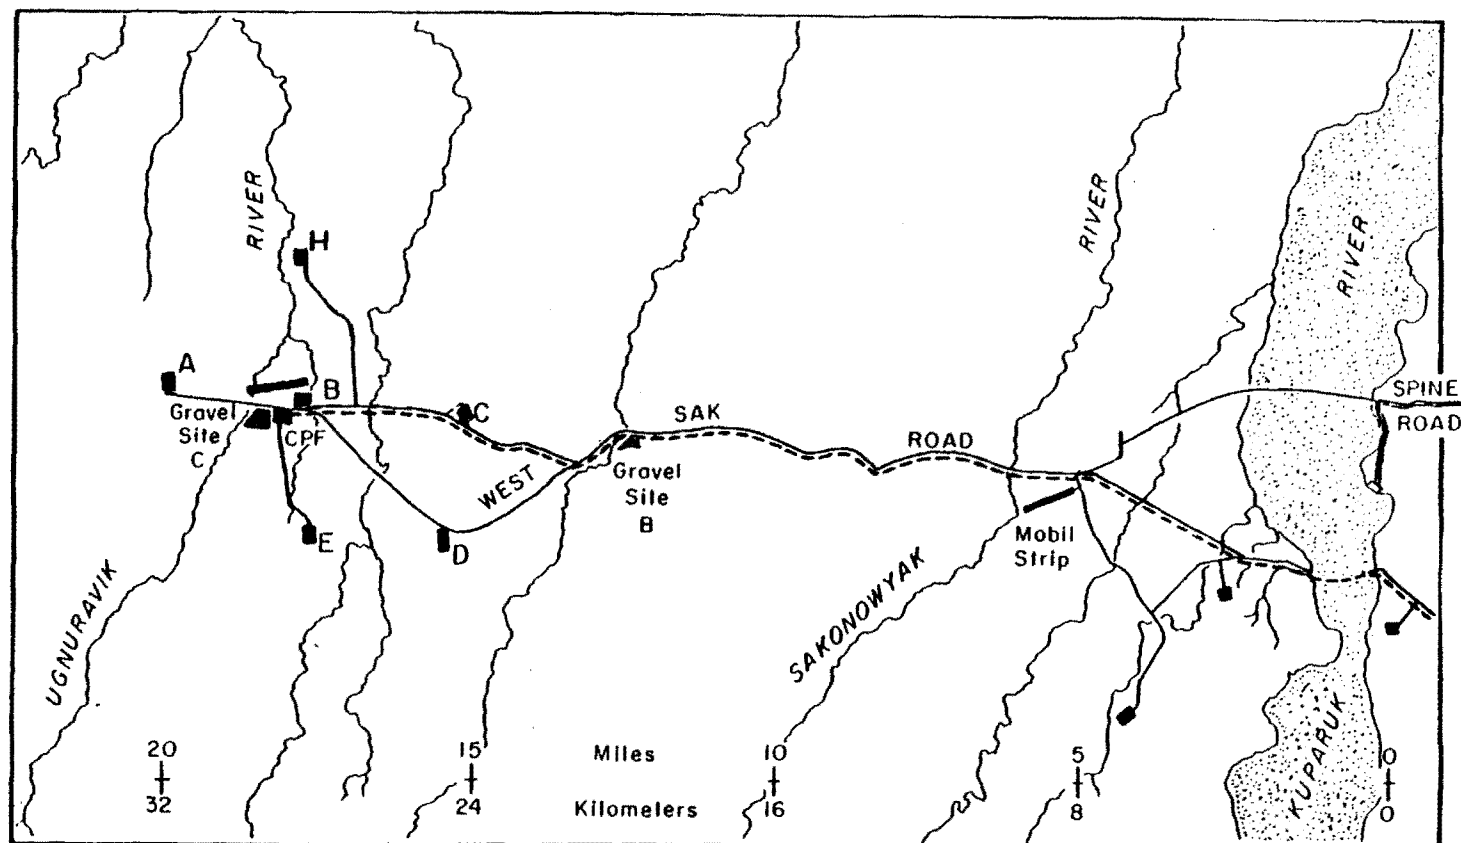 RIVER
H
RIVER
RIVER
A
B
C
SPINE
ROAD
Gravel
Site
C
CPF
WEST
SAK
ROAD
Gravel
Site
B
E
D
Mobil
Strip
UGNURAVIK
SAKONOWYAK
KUPARUK
20
15
Miles
10
5
0
32
24
Kilometers
16
8
0